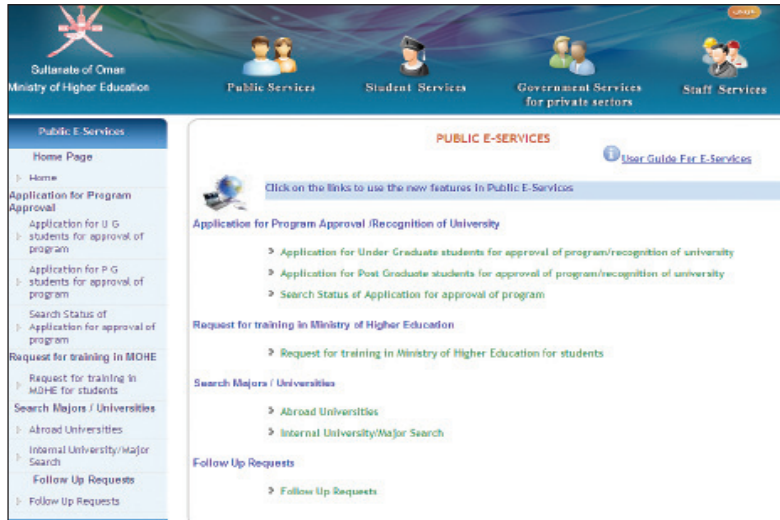 Sultanate of Oman
Ministry of Higher Education
Public Services
Student Services
Government Services
for private sectors
Staff Services
Public E-Services
Home Page
Home
Application for Program
Approval
Application for U G
students for approval of
program
Application for P G
students for approval of
program
Search Status of
Application for approval of
program
Request for training in MOHE
Request for training in
MOHE for students
Search Majors / Universities
Abroad Universities
Internal University/Major
Search
Follow Up Requests
Follow Up Requests
PUBLIC E-SERVICES
User Guide For E-Services
Click on the links to use the new features in Public E-Services
Application for Program Approval /Recognition of University
Application for Under Graduate students for approval of program/recognition of university
Application for Post Graduate students for approval of program/recognition of university
Search Status of Application for approval of program
Request for training in Ministry of Higher Education
Request for training in Ministry of Higher Education for students
Search Majors / Universities
Abroad Universities
Internal University/Major Search
Follow Up Requests
Follow Up Requests